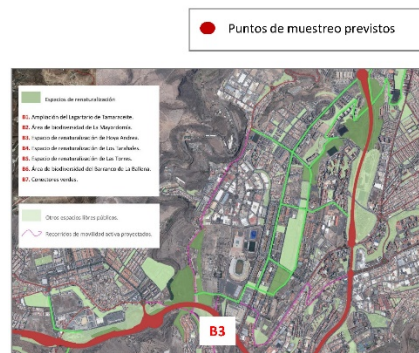 Puntos de muestreo previstos
Espacios de renaturalización
B1. Ampliación del Lagartario de Tamaraceite.
B2. Área de biodiversidad de La Mayordomía.
B3. Espacio de renaturalización de Hoya Andrea.
B4. Espacio de renaturalización de Los Tarahales.
B5. Espacio de renaturalización de Las Torres.
B6. Área de biodiversidad del Barranco de La Ballena.
B7. Conectores verdes.
Otros espacios libres públicos.
Recorridos de movilidad activa proyectados.
B3